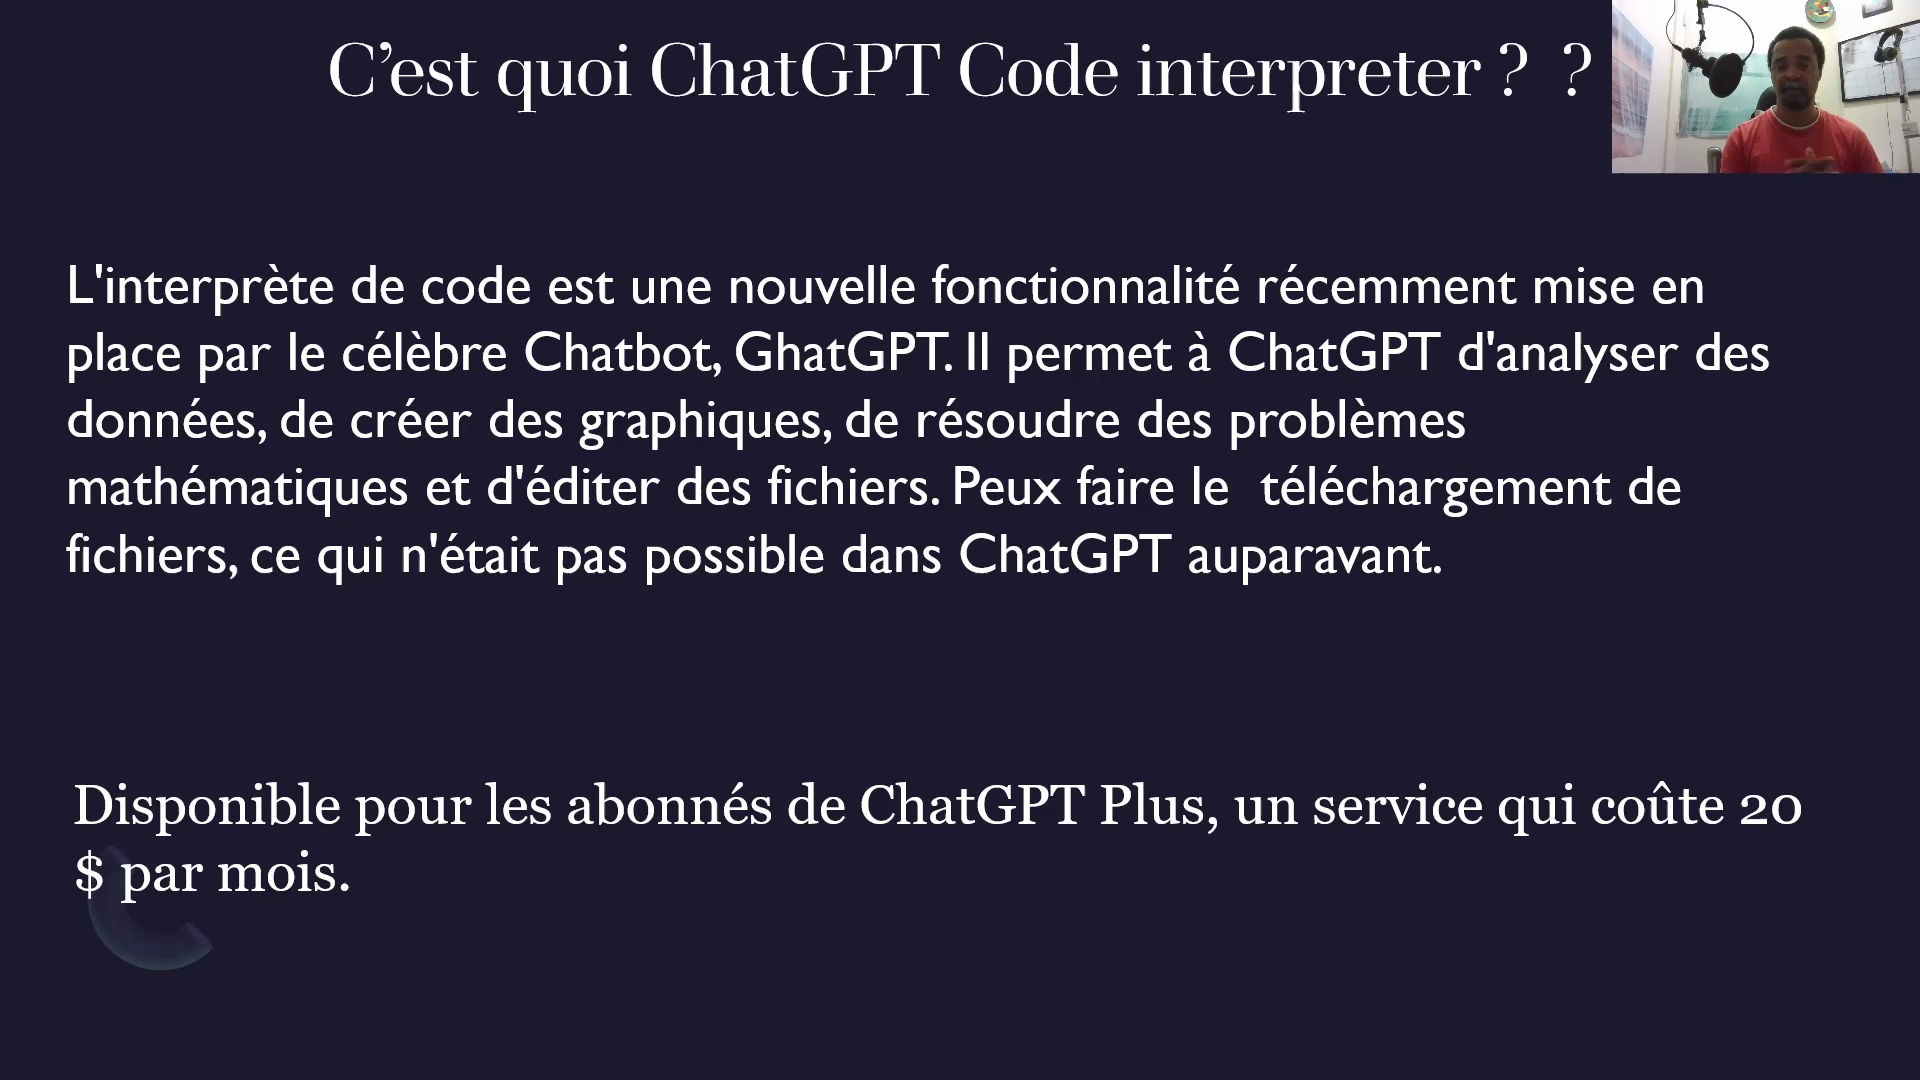 C’est quoi ChatGPT Code interpreter ? ?
L'interprète de code est une nouvelle fonctionnalité récemment mise en
place par le célèbre Chatbot, GhatGPT. Il permet à ChatGPT d'analyser des
données, de créer des graphiques, de résoudre des problèmes
mathématiques et d'éditer des fichiers. Peux faire le téléchargement de
fichiers, ce qui n'était pas possible dans ChatGPT auparavant.
Disponible pour les abonnés de ChatGPT Plus, un service qui coûte 20
$ par mois.